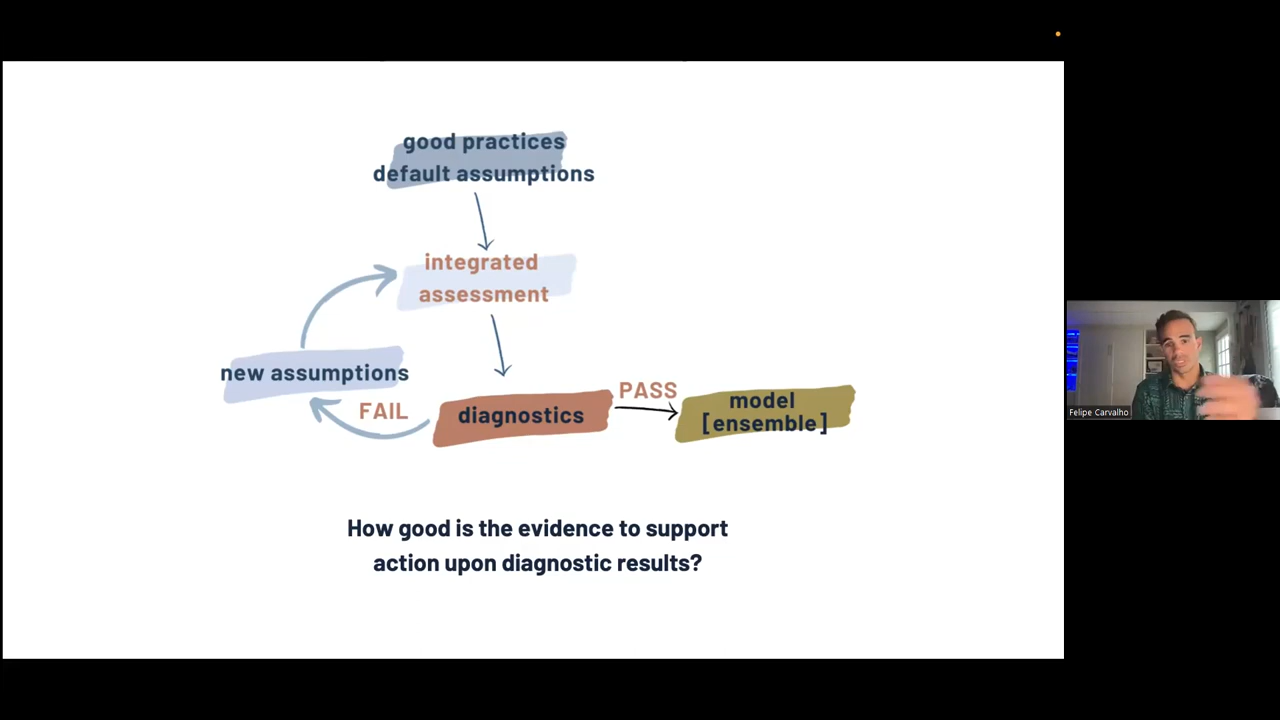 good practices
default assumptions
integrated
assessment
new assumptions
FAIL
diagnostics
PASS
model
[ensemble]
How good is the evidence to support
action upon diagnostic results?
Felipe Carvalho